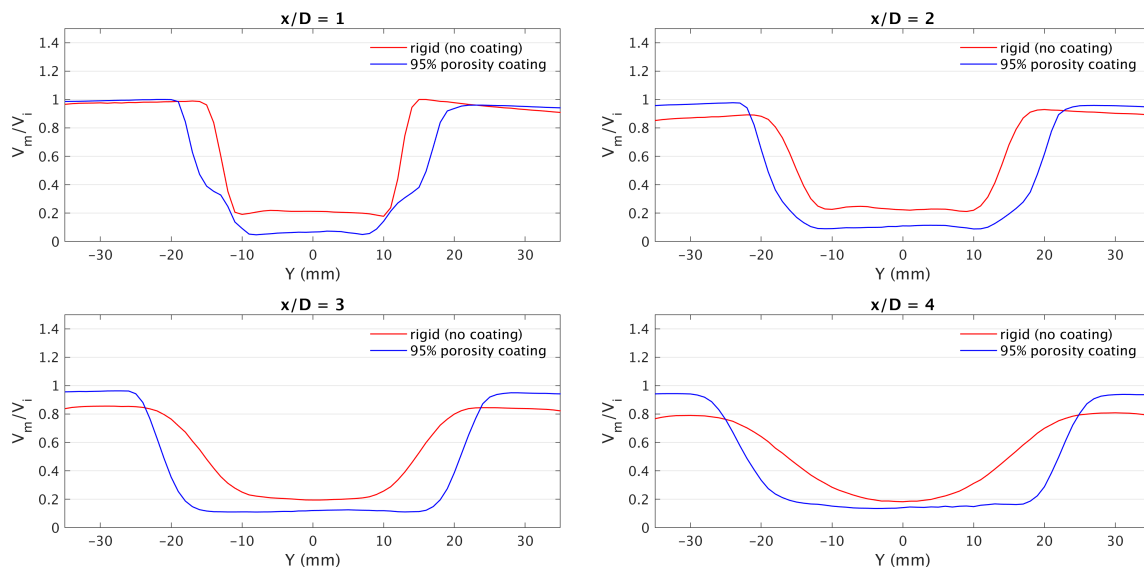 x/D = 1
1.4
1.2
1
0.8
0.6
0.4
0.2
0
V_m/V_i
rigid (no coating)
95% porosity coating
−30 −20 −10 0 10 20 30
Y (mm)
x/D = 2
1.4
1.2
1
0.8
0.6
0.4
0.2
0
V_m/V_i
rigid (no coating)
95% porosity coating
−30 −20 −10 0 10 20 30
Y (mm)
x/D = 3
1.4
1.2
1
0.8
0.6
0.4
0.2
0
V_m/V_i
rigid (no coating)
95% porosity coating
−30 −20 −10 0 10 20 30
Y (mm)
x/D = 4
1.4
1.2
1
0.8
0.6
0.4
0.2
0
V_m/V_i
rigid (no coating)
95% porosity coating
−30 −20 −10 0 10 20 30
Y (mm)